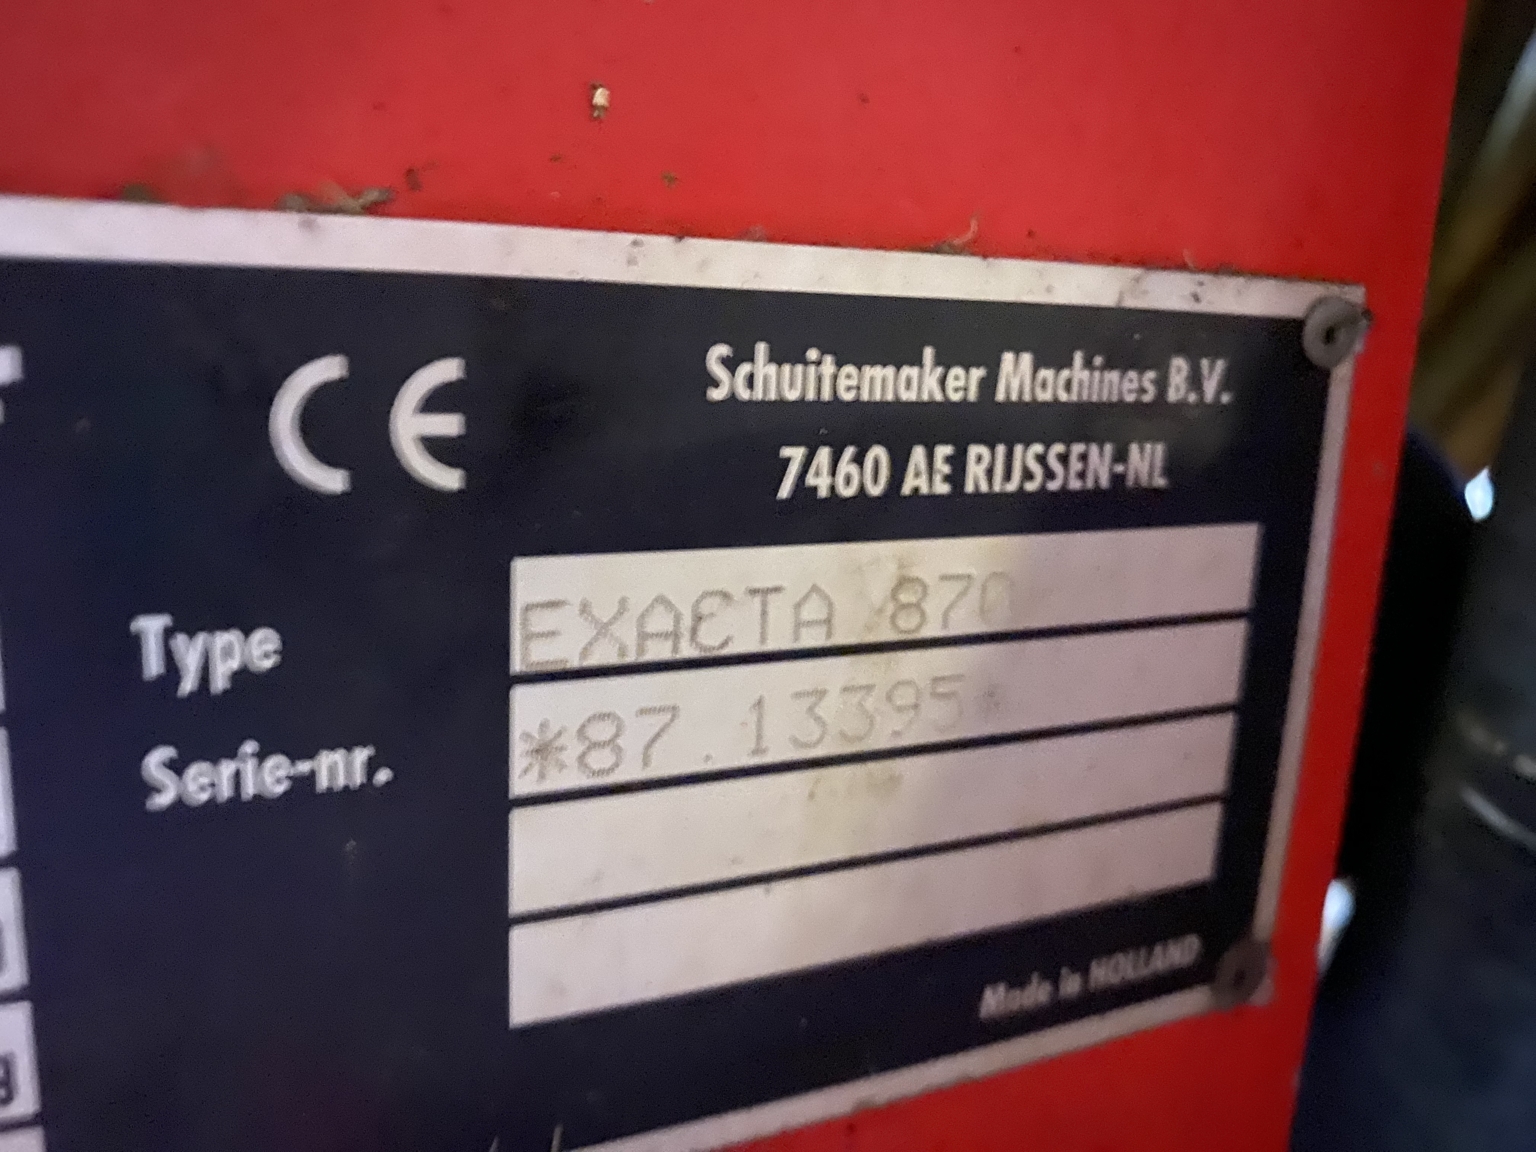 CE
Schuitemaker Machines B.V.
7460 AE RIJSSEN-NL
Type EXACTA 870
Serie-nr. *87.13395*
Made in HOLLAND